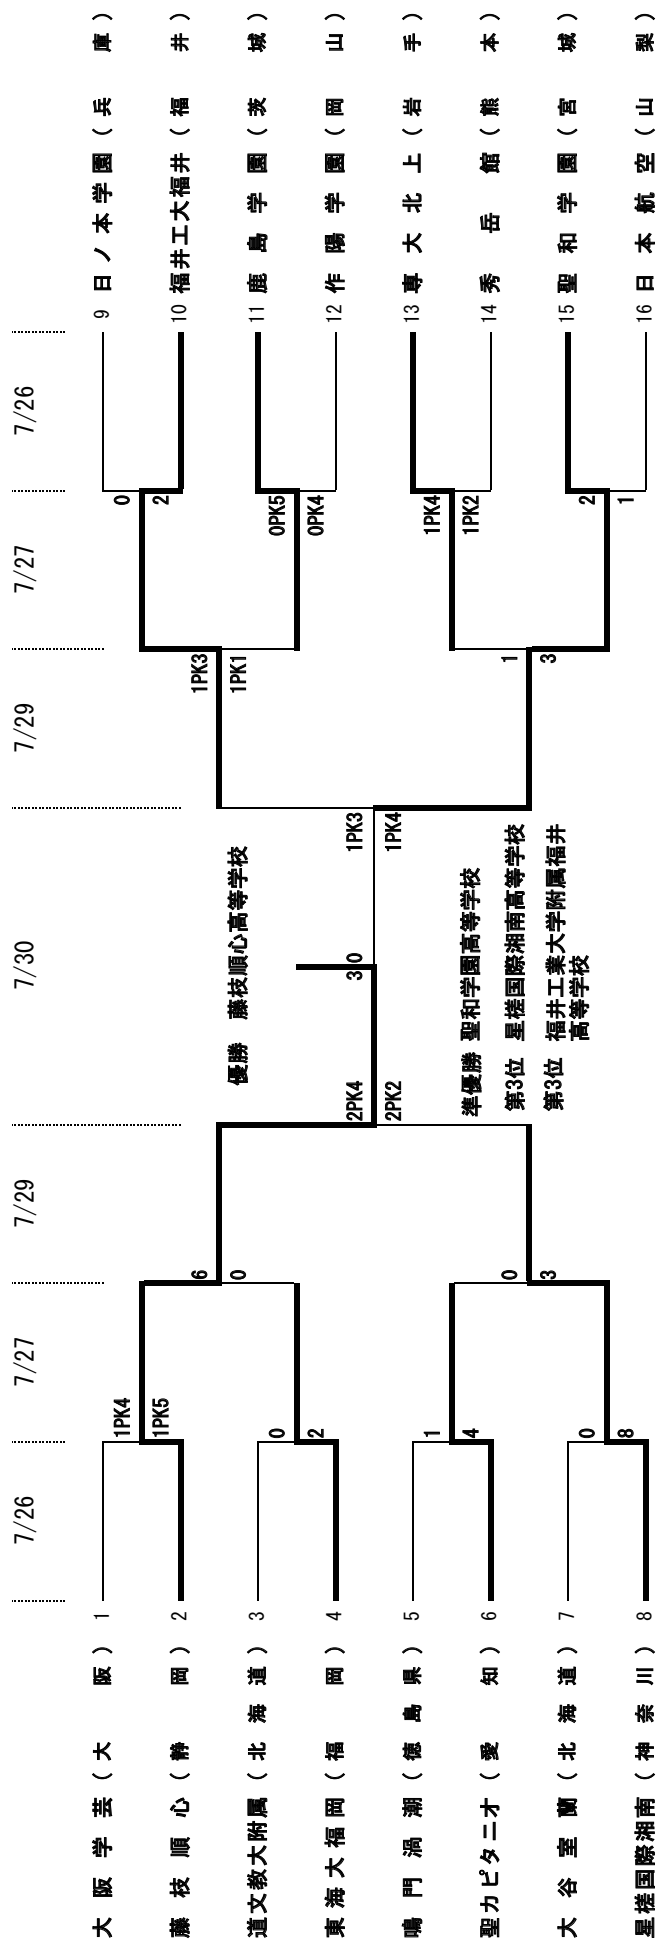 7/26 7/27 7/29 7/30 7/29 7/27 7/26
大阪学芸(大阪) 1 9 日ノ本学園(兵庫)
1PK4 0
1PK5 2
藤枝順心(静岡) 2 10 福井工大福井(福井)
6 1PK3
0 優勝 藤枝順心高等学校 1PK1
道文教大附属(北海道) 3 11 鹿島学園(茨城)
0 0PK5
2 0PK4
東海大福岡(福岡) 4 12 作陽学園(岡山)
2PK4 3 0 1PK3
2PK2 1PK4
鳴門渦潮(徳島県) 5 13 専大北上(岩手)
1 1PK4
4 準優勝 聖和学園高等学校 1PK2
聖カピタニオ(愛知) 6 14 秀岳館(熊本)
0 第3位 星槎国際湘南高等学校 1
3 第3位 福井工業大学附属福井 3
高等学校
大谷室蘭(北海道) 7 15 聖和学園(宮城)
0 2
8 1
星槎国際湘南(神奈川) 8 16 日本航空(山梨)